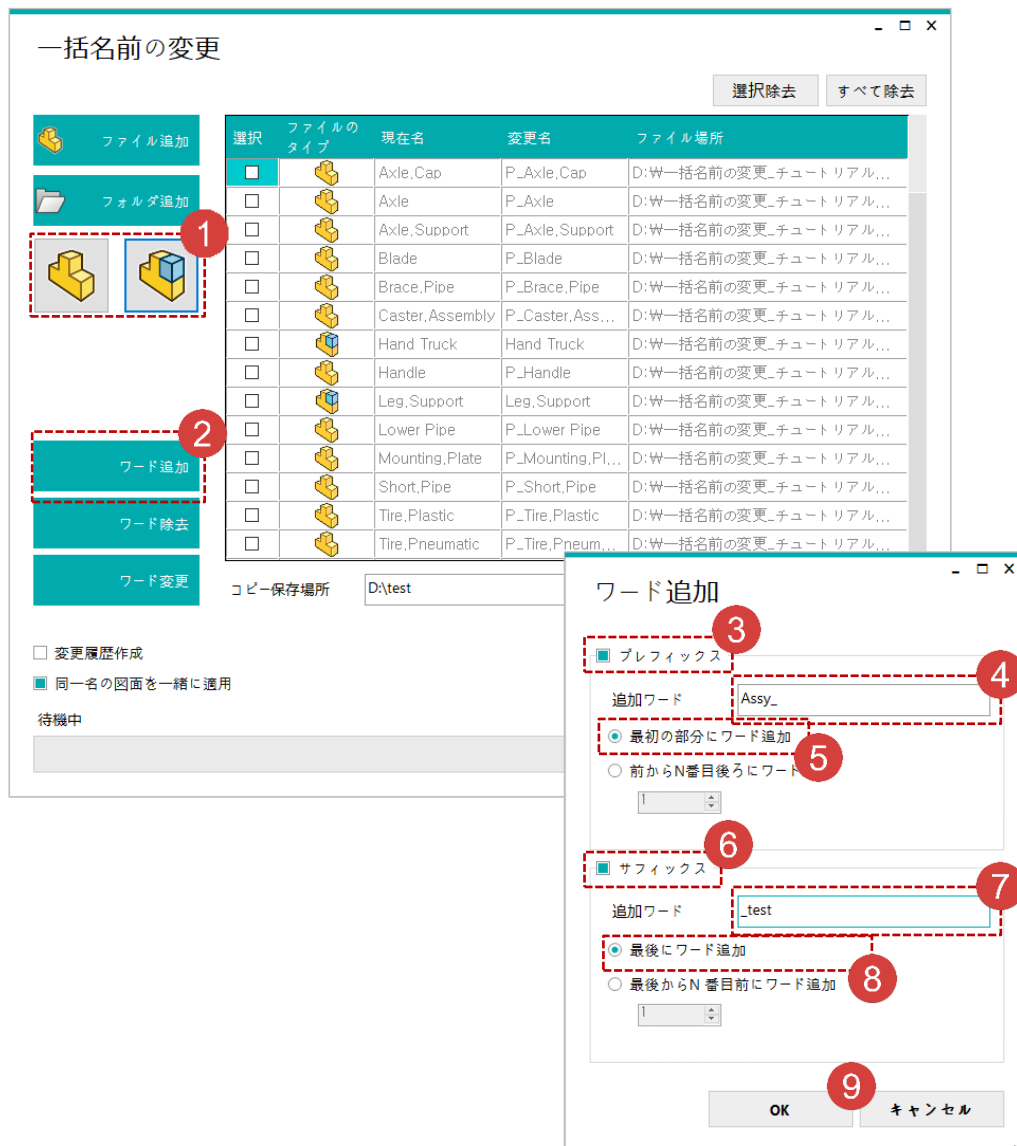 一括名前の変更
選択除去 すべて除去
ファイル追加
フォルダ追加
1
選択 ファイルのタイプ 現在名 変更名 ファイル場所
Axle,Cap P_Axle,Cap D:₩一括名前の変更_チュートリアル...
Axle P_Axle D:₩一括名前の変更_チュートリアル...
Axle,Support P_Axle,Support D:₩一括名前の変更_チュートリアル...
Blade P_Blade D:₩一括名前の変更_チュートリアル...
Brace,Pipe P_Brace,Pipe D:₩一括名前の変更_チュートリアル...
Caster,Assembly P_Caster,Ass... D:₩一括名前の変更_チュートリアル...
Hand Truck Hand Truck D:₩一括名前の変更_チュートリアル...
Handle P_Handle D:₩一括名前の変更_チュートリアル...
Leg,Support Leg,Support D:₩一括名前の変更_チュートリアル...
Lower Pipe P_Lower Pipe D:₩一括名前の変更_チュートリアル...
Mounting,Plate P_Mounting,Pl... D:₩一括名前の変更_チュートリアル...
Short,Pipe P_Short,Pipe D:₩一括名前の変更_チュートリアル...
Tire,Plastic P_Tire,Plastic D:₩一括名前の変更_チュートリアル...
Tire,Pneumatic P_Tire,Pneum... D:₩一括名前の変更_チュートリアル...
2
ワード追加
ワード除去
ワード変更
コピー保存場所 D:\test
変更履歴作成
同一名の図面を一緒に適用
待機中
ワード追加
3
プレフィックス
4
追加ワード Assy_
最初の部分にワード追加
5
前からN番目後ろにワード
1
6
サフィックス
7
追加ワード _test
最後にワード追加
8
最後からN 番目前にワード追加
1
9
OK キャンセル